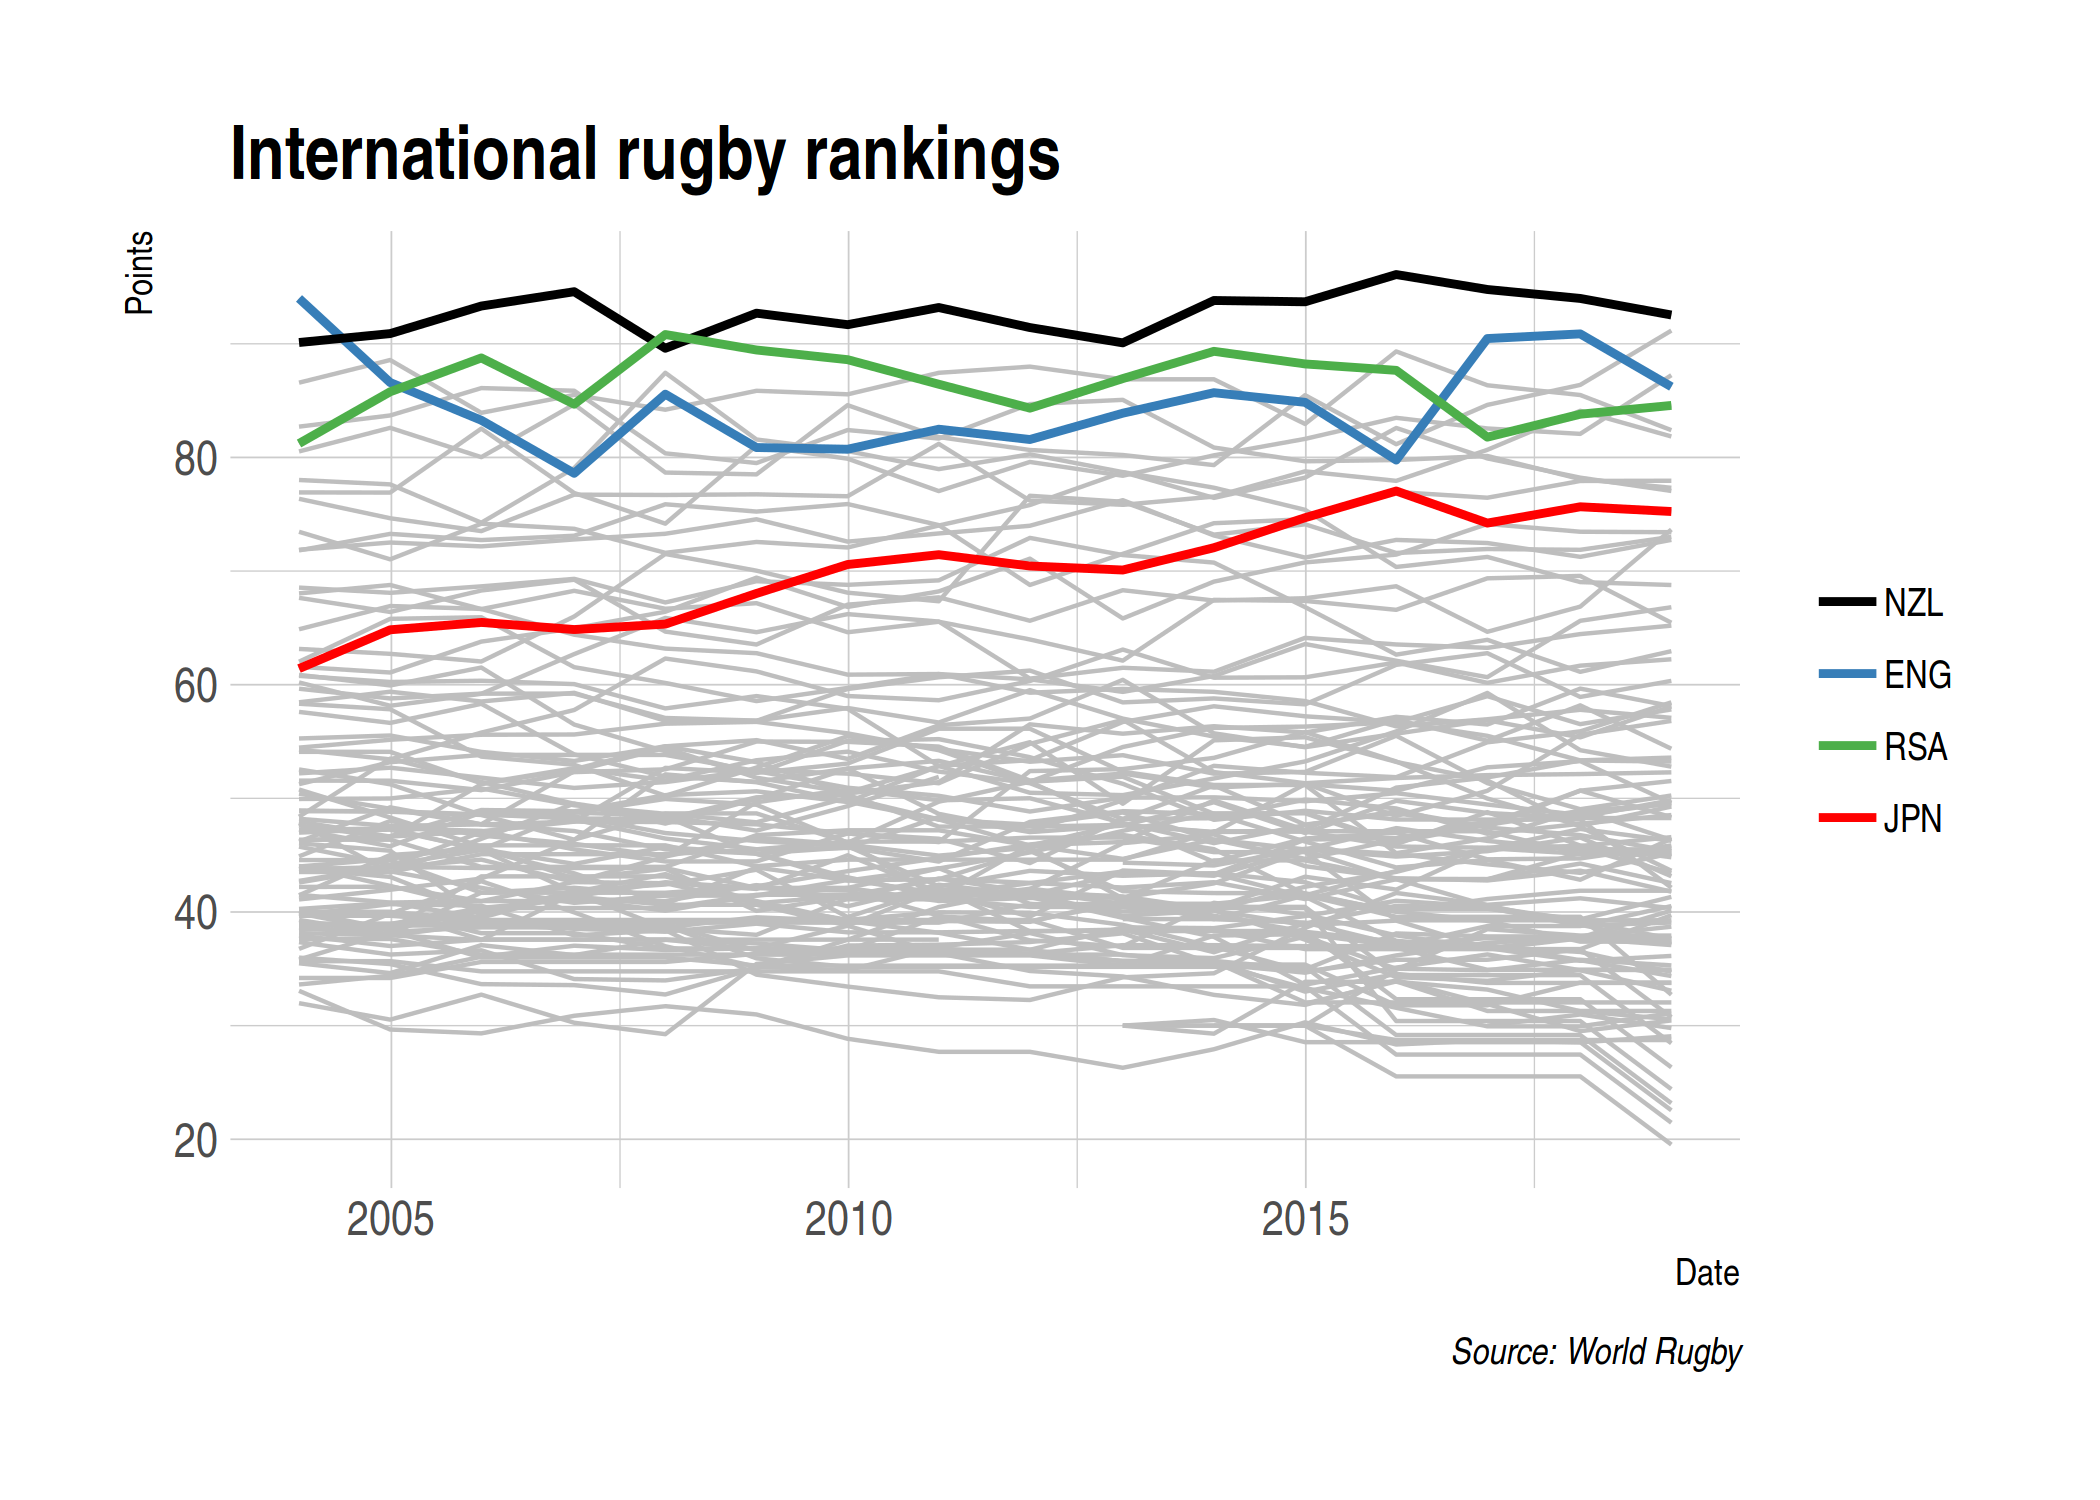 International rugby rankings
Points
80
60
40
20
2005 2010 2015
Date
NZL
ENG
RSA
JPN
Source: World Rugby